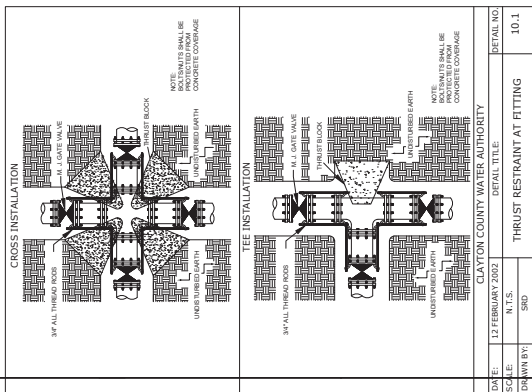 CROSS INSTALLATION
3/4" ALL THREAD RODS
M. J. GATE VALVE
NOTE:
BOLTS/NUTS SHALL BE
PROTECTED FROM
CONCRETE COVERAGE
THRUST BLOCK
UNDISTURBED EARTH
UNDISTURBED EARTH
TEE INSTALLATION
3/4" ALL THREAD RODS
M. J. GATE VALVE
THRUST BLOCK
NOTE:
BOLTS/NUTS SHALL BE
PROTECTED FROM
CONCRETE COVERAGE
UNDISTURBED EARTH
UNDISTURBED EARTH
CLAYTON COUNTY WATER AUTHORITY
DATE: 12 FEBRUARY 2002
SCALE: N.T.S.
DRAWN BY: SRD
DETAIL TITLE:
THRUST RESTRAINT AT FITTING
DETAIL NO.
10.1